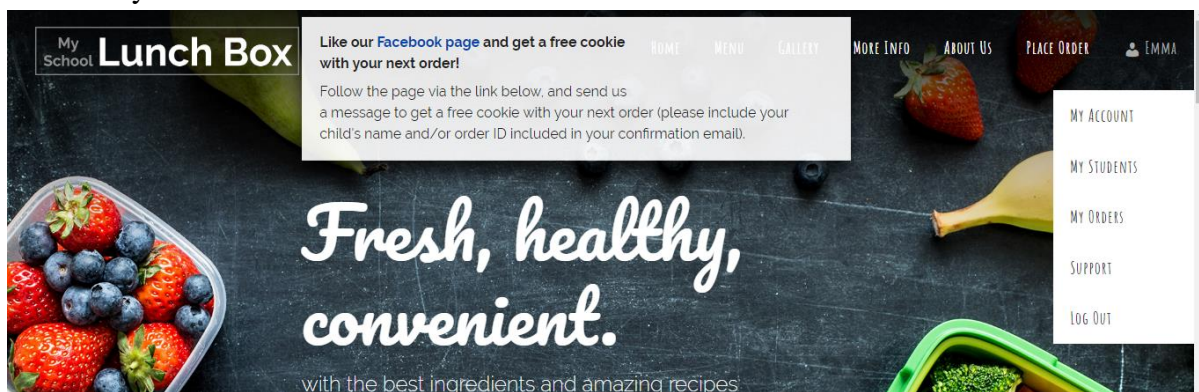 My
School Lunch Box
Like our Facebook page and get a free cookie
with your next order!
Follow the page via the link below, and send us
a message to get a free cookie with your next order (please include your
child's name and/or order ID included in your confirmation email).
Home Menu Gallery More Info About Us Place Order Emma
My Account
My Students
My Orders
Support
Log Out
Fresh, healthy,
convenient.
with the best ingredients and amazing recipes